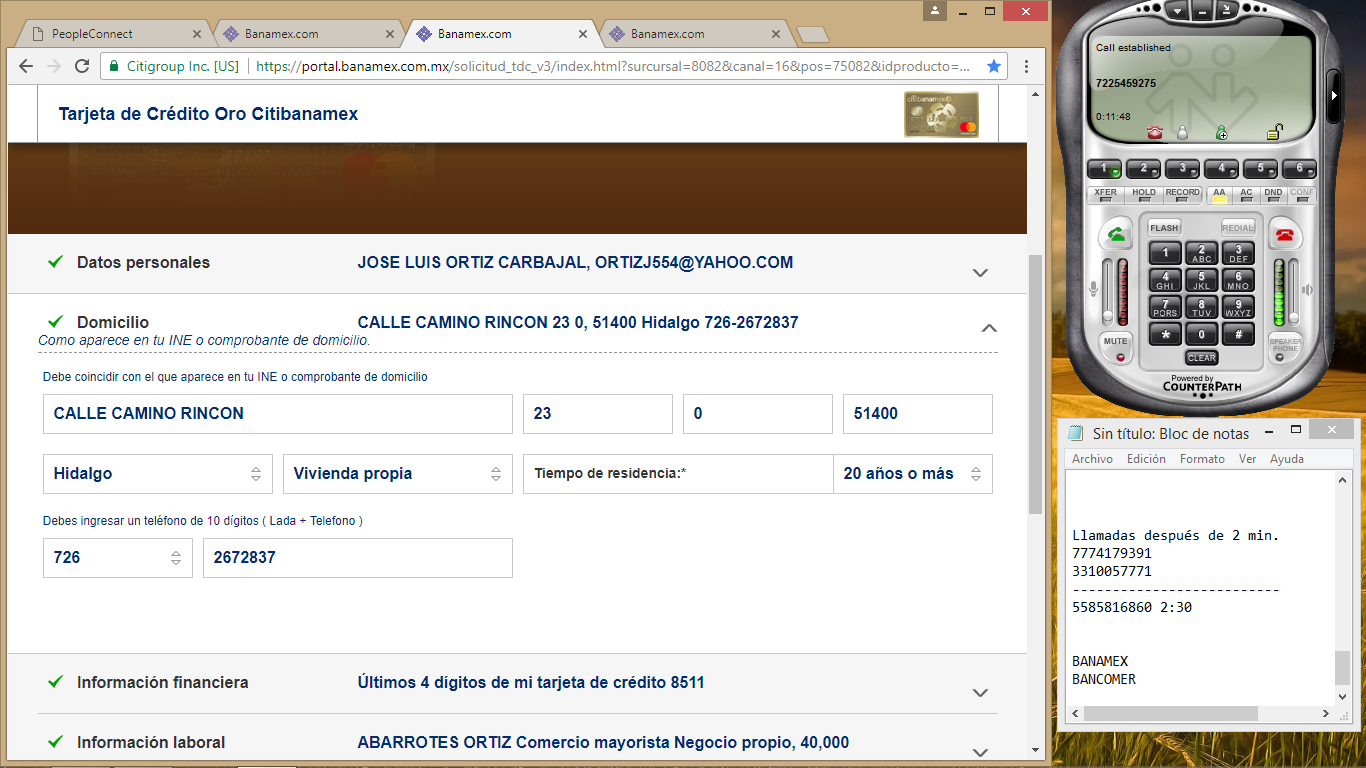 PeopleConnect
Banamex.com
Banamex.com
Banamex.com
Citigroup Inc. [US]
https://portal.banamex.com.mx/solicitud_tdc_v3/index.html?surcursal=8082&canal=16&pos=75082&idproducto=...
Tarjeta de Crédito Oro Citibanamex
citibanamex
Datos personales
JOSE LUIS ORTIZ CARBAJAL, ORTIZJ554@YAHOO.COM
Domicilio
CALLE CAMINO RINCON 23 0, 51400 Hidalgo 726-2672837
Como aparece en tu INE o comprobante de domicilio.
Debe coincidir con el que aparece en tu INE o comprobante de domicilio
CALLE CAMINO RINCON
23
0
51400
Hidalgo
Vivienda propia
Tiempo de residencia:*
20 años o más
Debes ingresar un teléfono de 10 dígitos ( Lada + Telefono )
726
2672837
Información financiera
Últimos 4 digitos de mi tarjeta de crédito 8511
Información laboral
ABARROTES ORTIZ Comercio mayorista Negocio propio, 40,000
Call established
7225459275
0:11:48
1 2 3 4 5 6
XFER HOLD RECORD AA AC DND CONF
FLASH REDIAL
1 2 ABC 3 DEF
4 GHI 5 JKL 6 MNO
7 PQRS 8 TUV 9 WXYZ
* 0 #
MUTE
SPEAKER PHONE
CLEAR
Powered by
COUNTERPATH
Sin título: Bloc de notas
Archivo Edición Formato Ver Ayuda
Llamadas después de 2 min.
7774179391
3310057771
--------------------------
5585816860 2:30
BANAMEX
BANCOMER